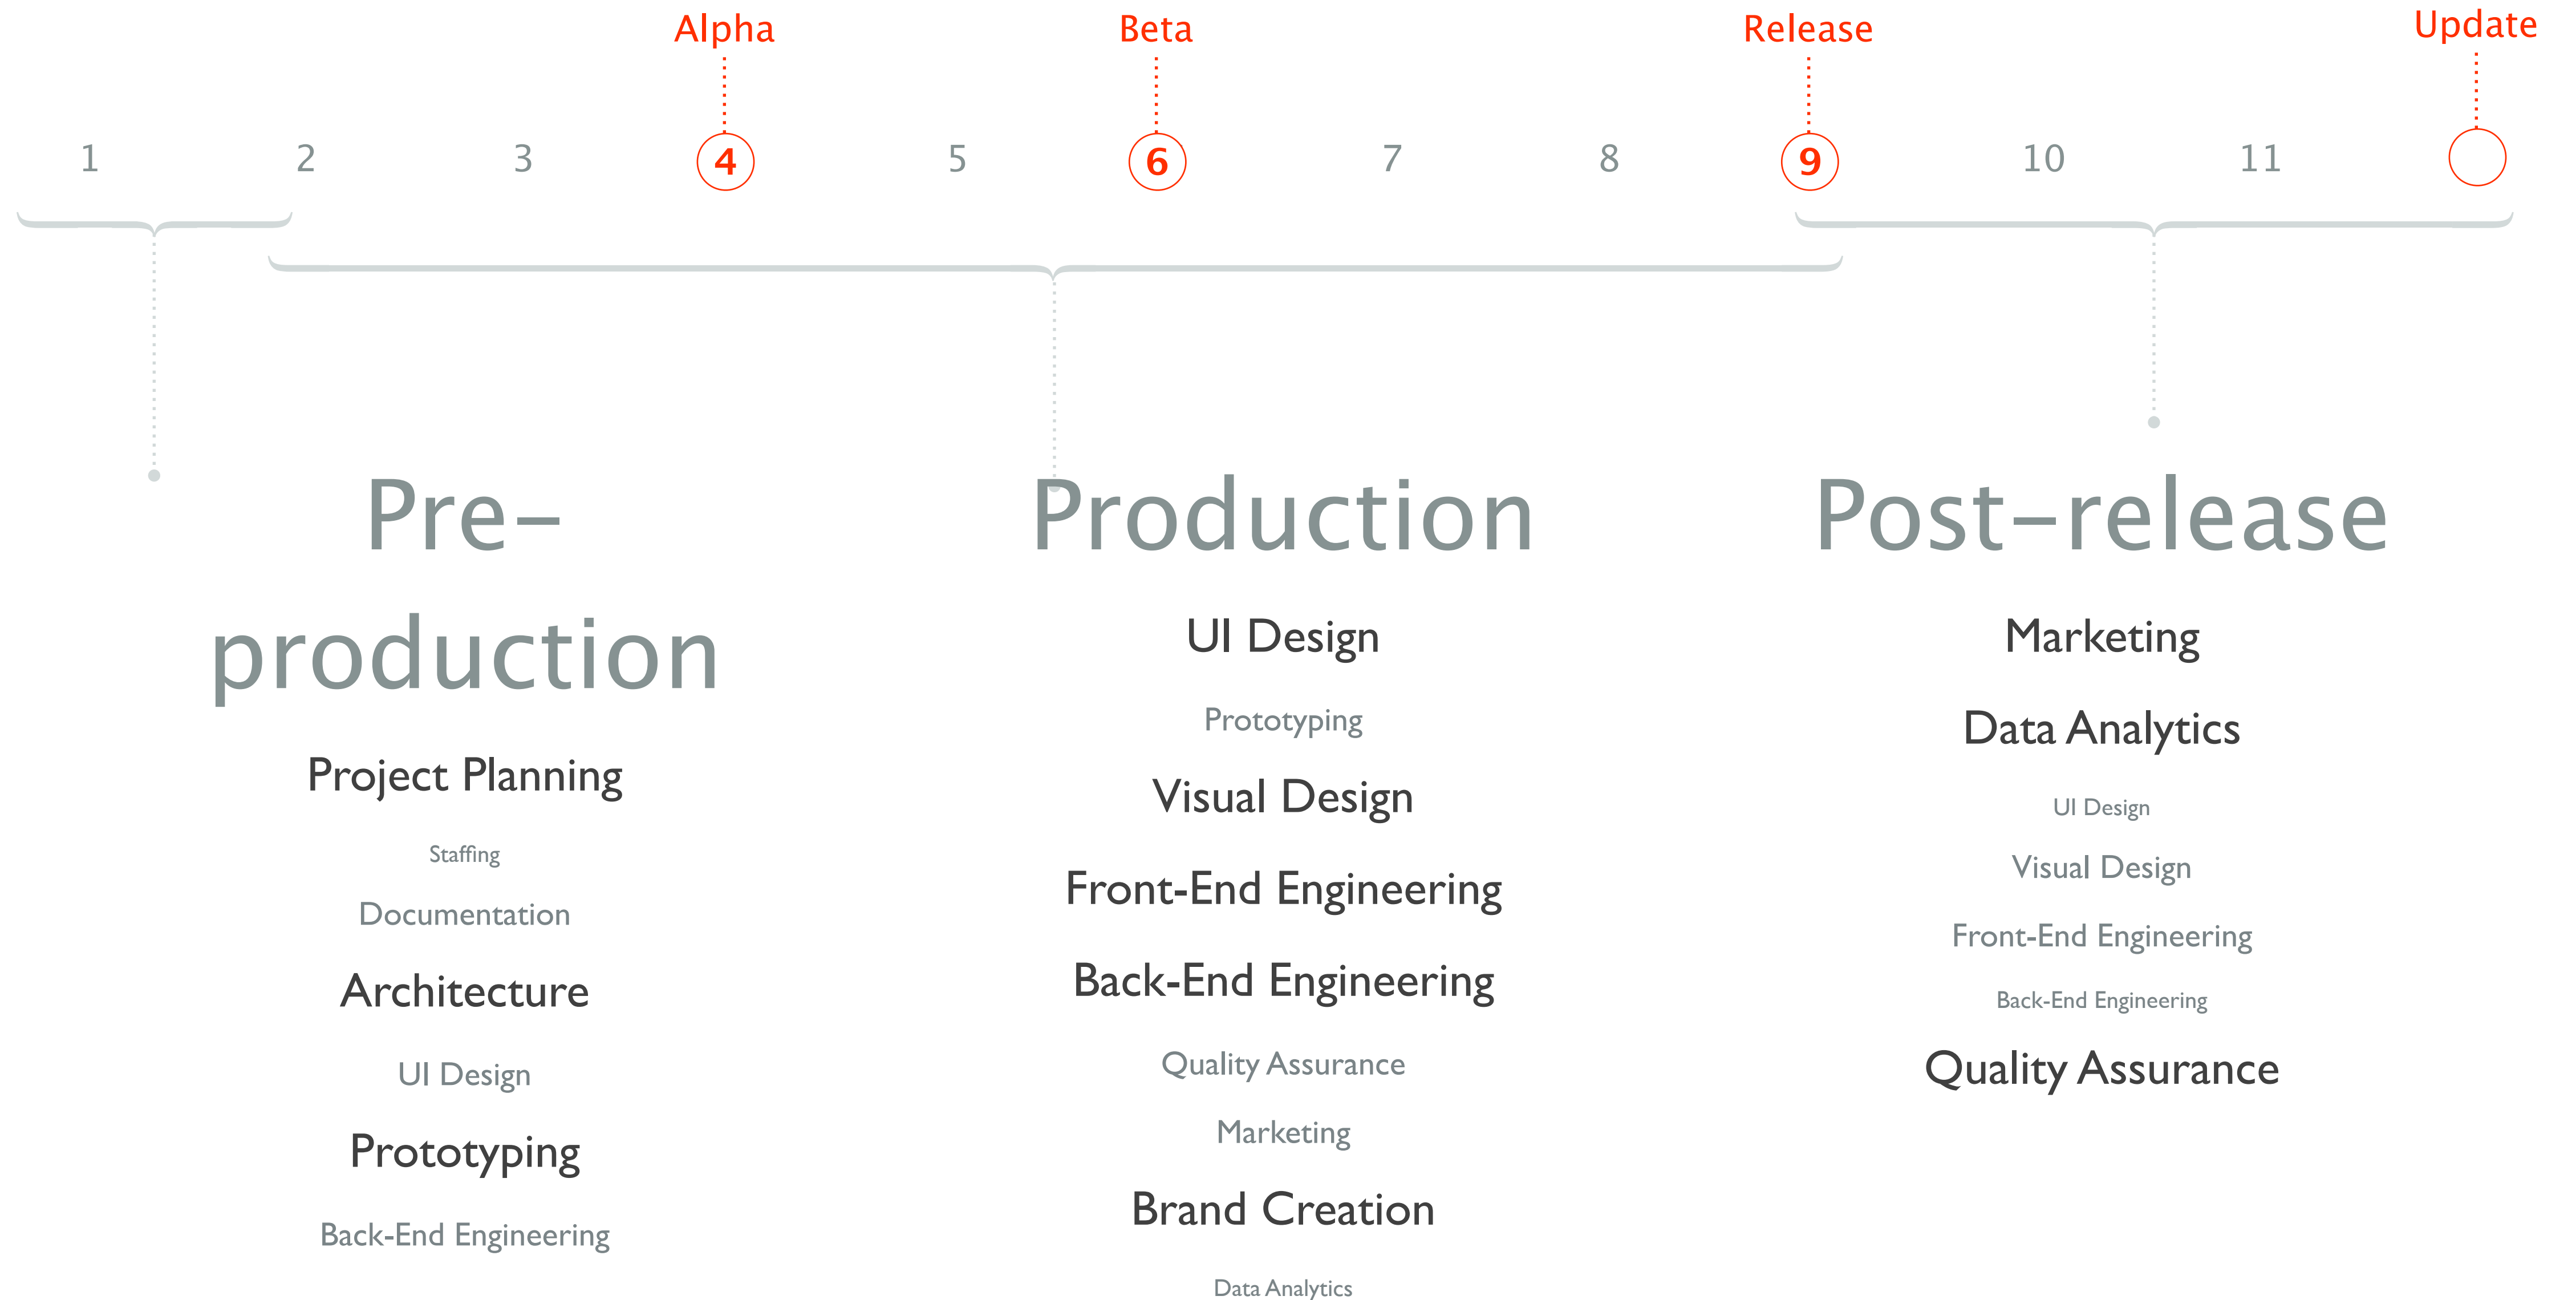 Alpha Beta Release Update
1 2 3 4 5 6 7 8 9 10 11
Pre-
production
Project Planning
Staffing
Documentation
Architecture
UI Design
Prototyping
Back-End Engineering
Production
UI Design
Prototyping
Visual Design
Front-End Engineering
Back-End Engineering
Quality Assurance
Marketing
Brand Creation
Data Analytics
Post-release
Marketing
Data Analytics
UI Design
Visual Design
Front-End Engineering
Back-End Engineering
Quality Assurance